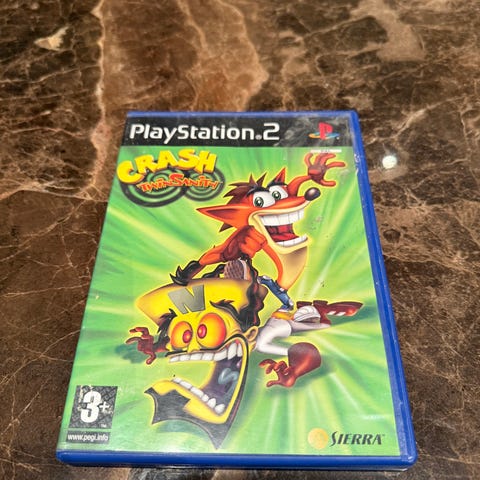 PlayStation.2
CRASH
TWINSANITY
N
3+
www.pegi.info
SIERRA